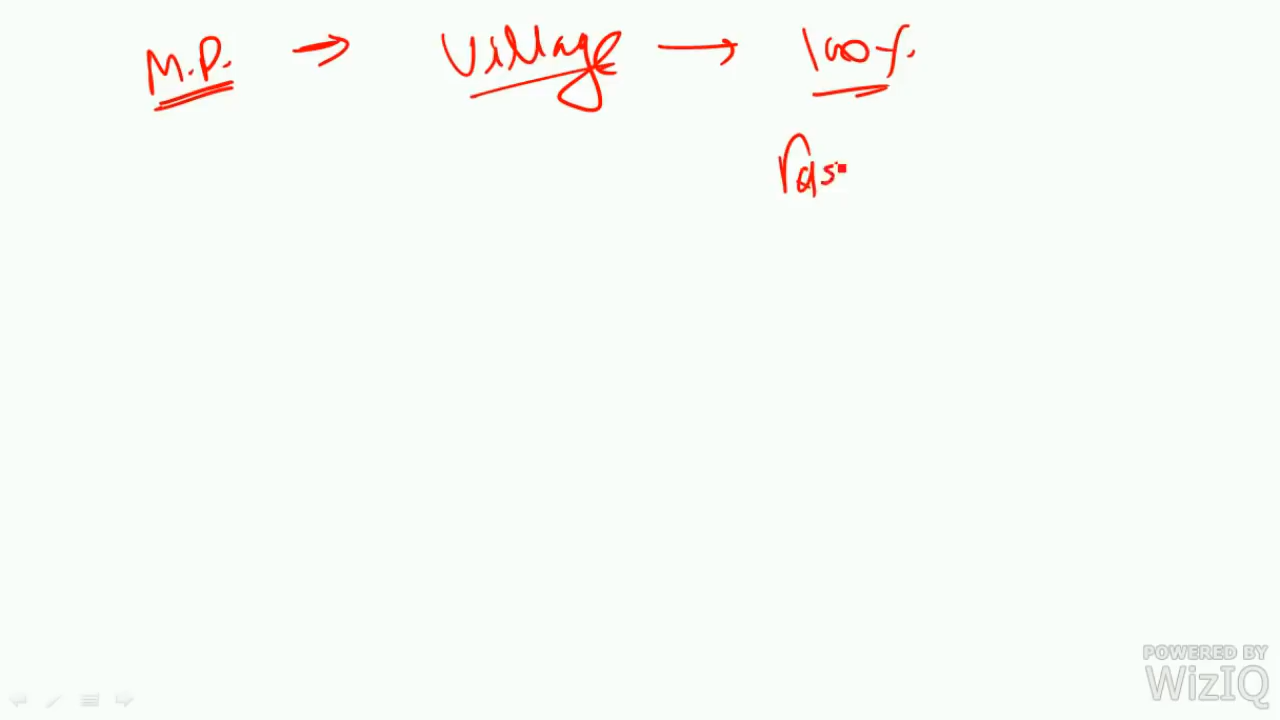 M.P. → Village → 100%.
POWERED BY
WizIQ